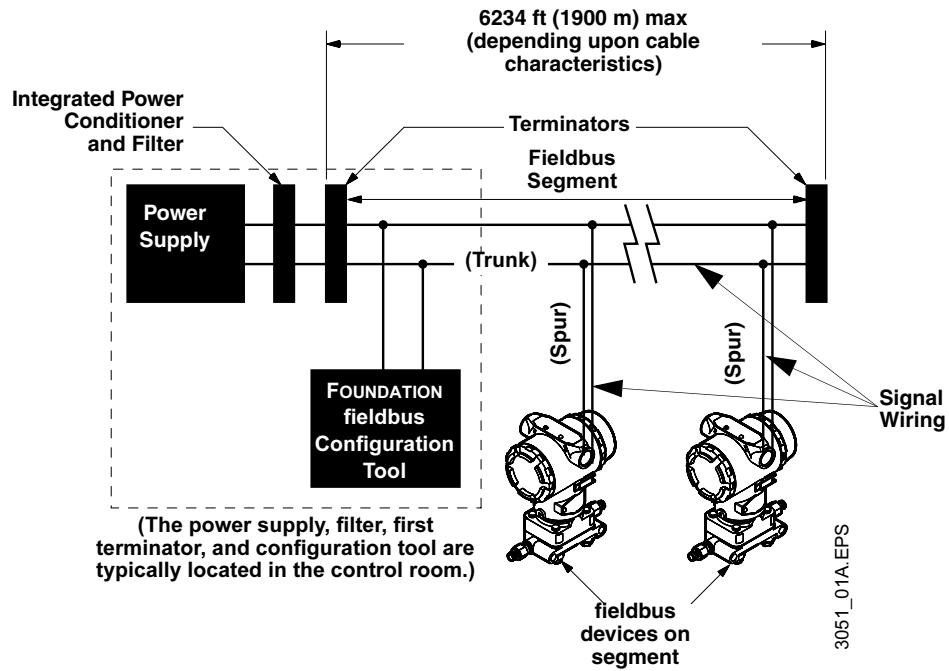 6234 ft (1900 m) max
(depending upon cable
characteristics)
Integrated Power
Conditioner
and Filter
Terminators
Fieldbus
Segment
Power
Supply
(Trunk)
(Spur)
(Spur)
Signal
Wiring
FOUNDATION
fieldbus
Configuration
Tool
(The power supply, filter, first
terminator, and configuration tool are
typically located in the control room.)
fieldbus
devices on
segment
3051_01A.EPS